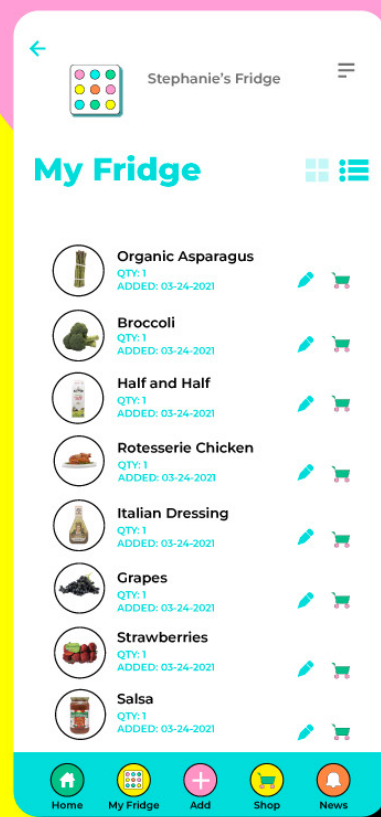 Stephanie's Fridge
My Fridge
Organic Asparagus
QTY: 1
ADDED: 03-24-2021
Broccoli
QTY: 1
ADDED: 03-24-2021
Half and Half
QTY: 1
ADDED: 03-24-2021
Rotesserie Chicken
QTY: 1
ADDED: 03-24-2021
Italian Dressing
QTY: 1
ADDED: 03-24-2021
Grapes
QTY: 1
ADDED: 03-24-2021
Strawberries
QTY: 1
ADDED: 03-24-2021
Salsa
QTY: 1
ADDED: 03-24-2021
Home My Fridge Add Shop News